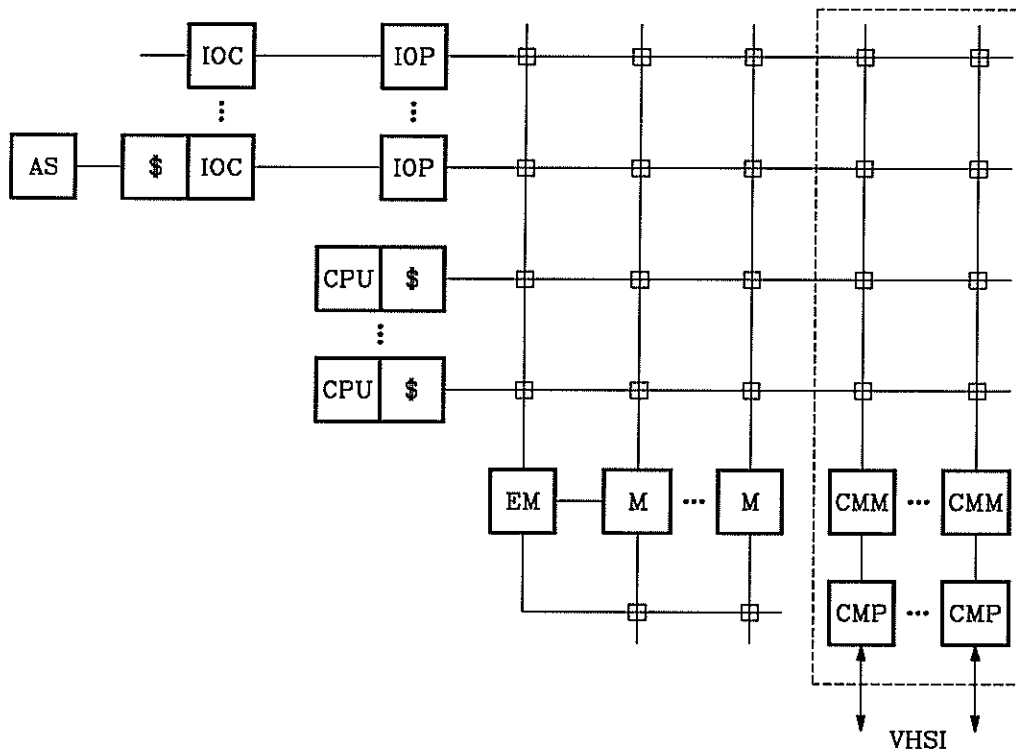 IOC IOP
... ...
AS $ IOC IOP
CPU $
...
CPU $
EM M ... M CMM ... CMM
CMP ... CMP
VHSI